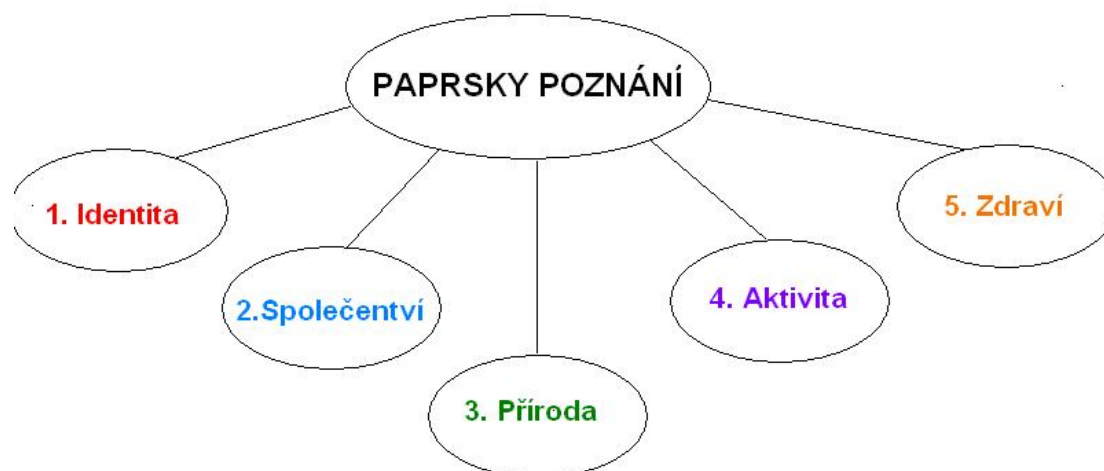 PAPRSKY POZNÁNÍ
1. Identita
2.Společentví
3. Příroda
4. Aktivita
5. Zdraví